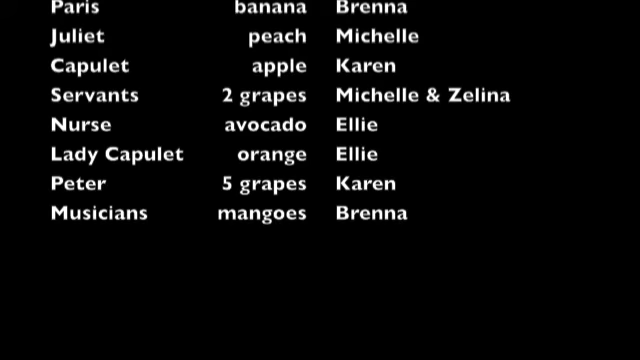 Paris banana Brenna
Juliet peach Michelle
Capulet apple Karen
Servants 2 grapes Michelle & Zelina
Nurse avocado Ellie
Lady Capulet orange Ellie
Peter 5 grapes Karen
Musicians mangoes Brenna